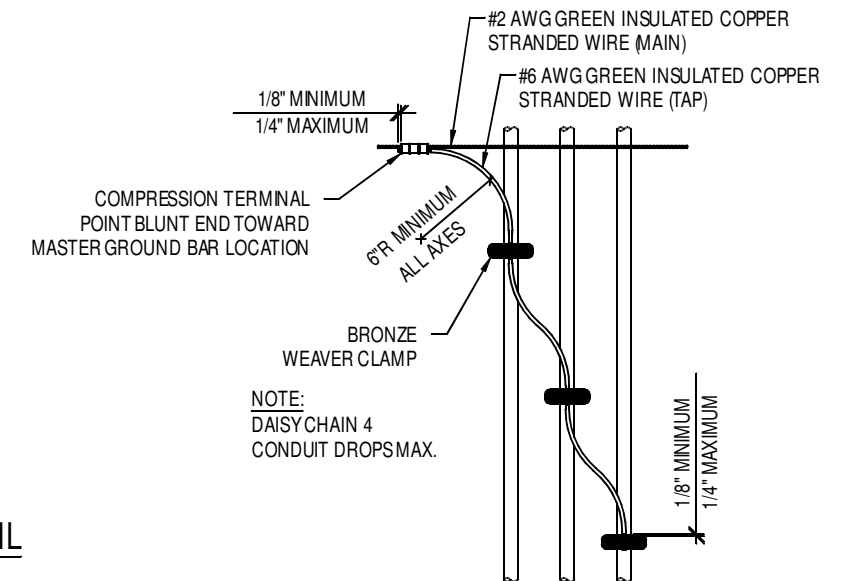 #2 AWG GREEN INSULATED COPPER
STRANDED WIRE (MAIN)
#6 AWG GREEN INSULATED COPPER
STRANDED WIRE (TAP)
1/8" MINIMUM
1/4" MAXIMUM
COMPRESSION TERMINAL
POINT BLUNT END TOWARD
MASTER GROUND BAR LOCATION
6"R MINIMUM
ALL AXES
BRONZE
WEAVER CLAMP
NOTE:
DAISY CHAIN 4
CONDUIT DROPS MAX.
1/8" MINIMUM
1/4" MAXIMUM
IL